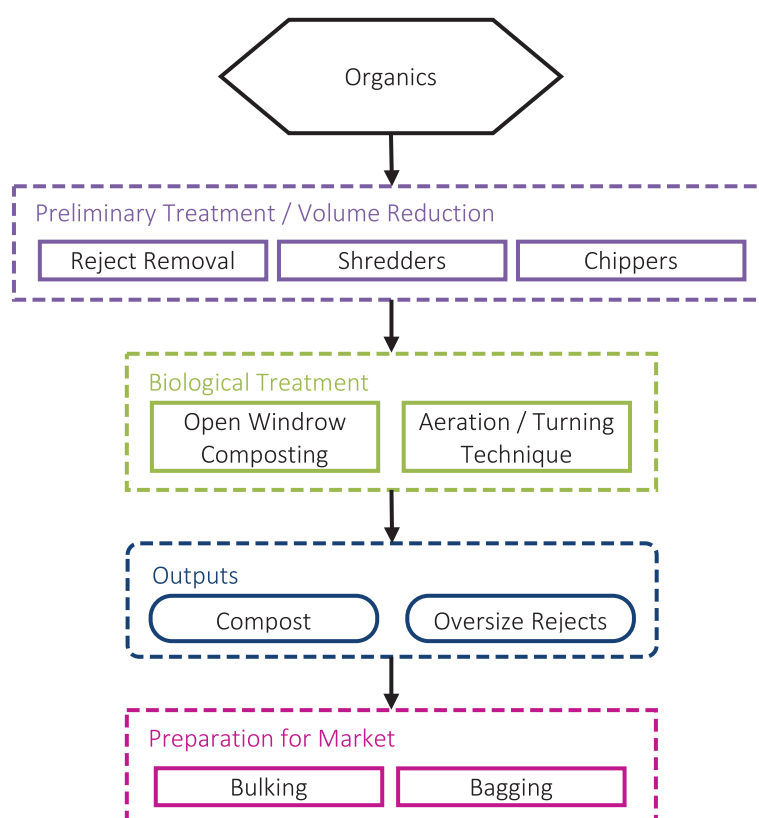 Organics
Preliminary Treatment / Volume Reduction
Reject Removal
Shredders
Chippers
Biological Treatment
Open Windrow
Composting
Aeration / Turning
Technique
Outputs
Compost
Oversize Rejects
Preparation for Market
Bulking
Bagging